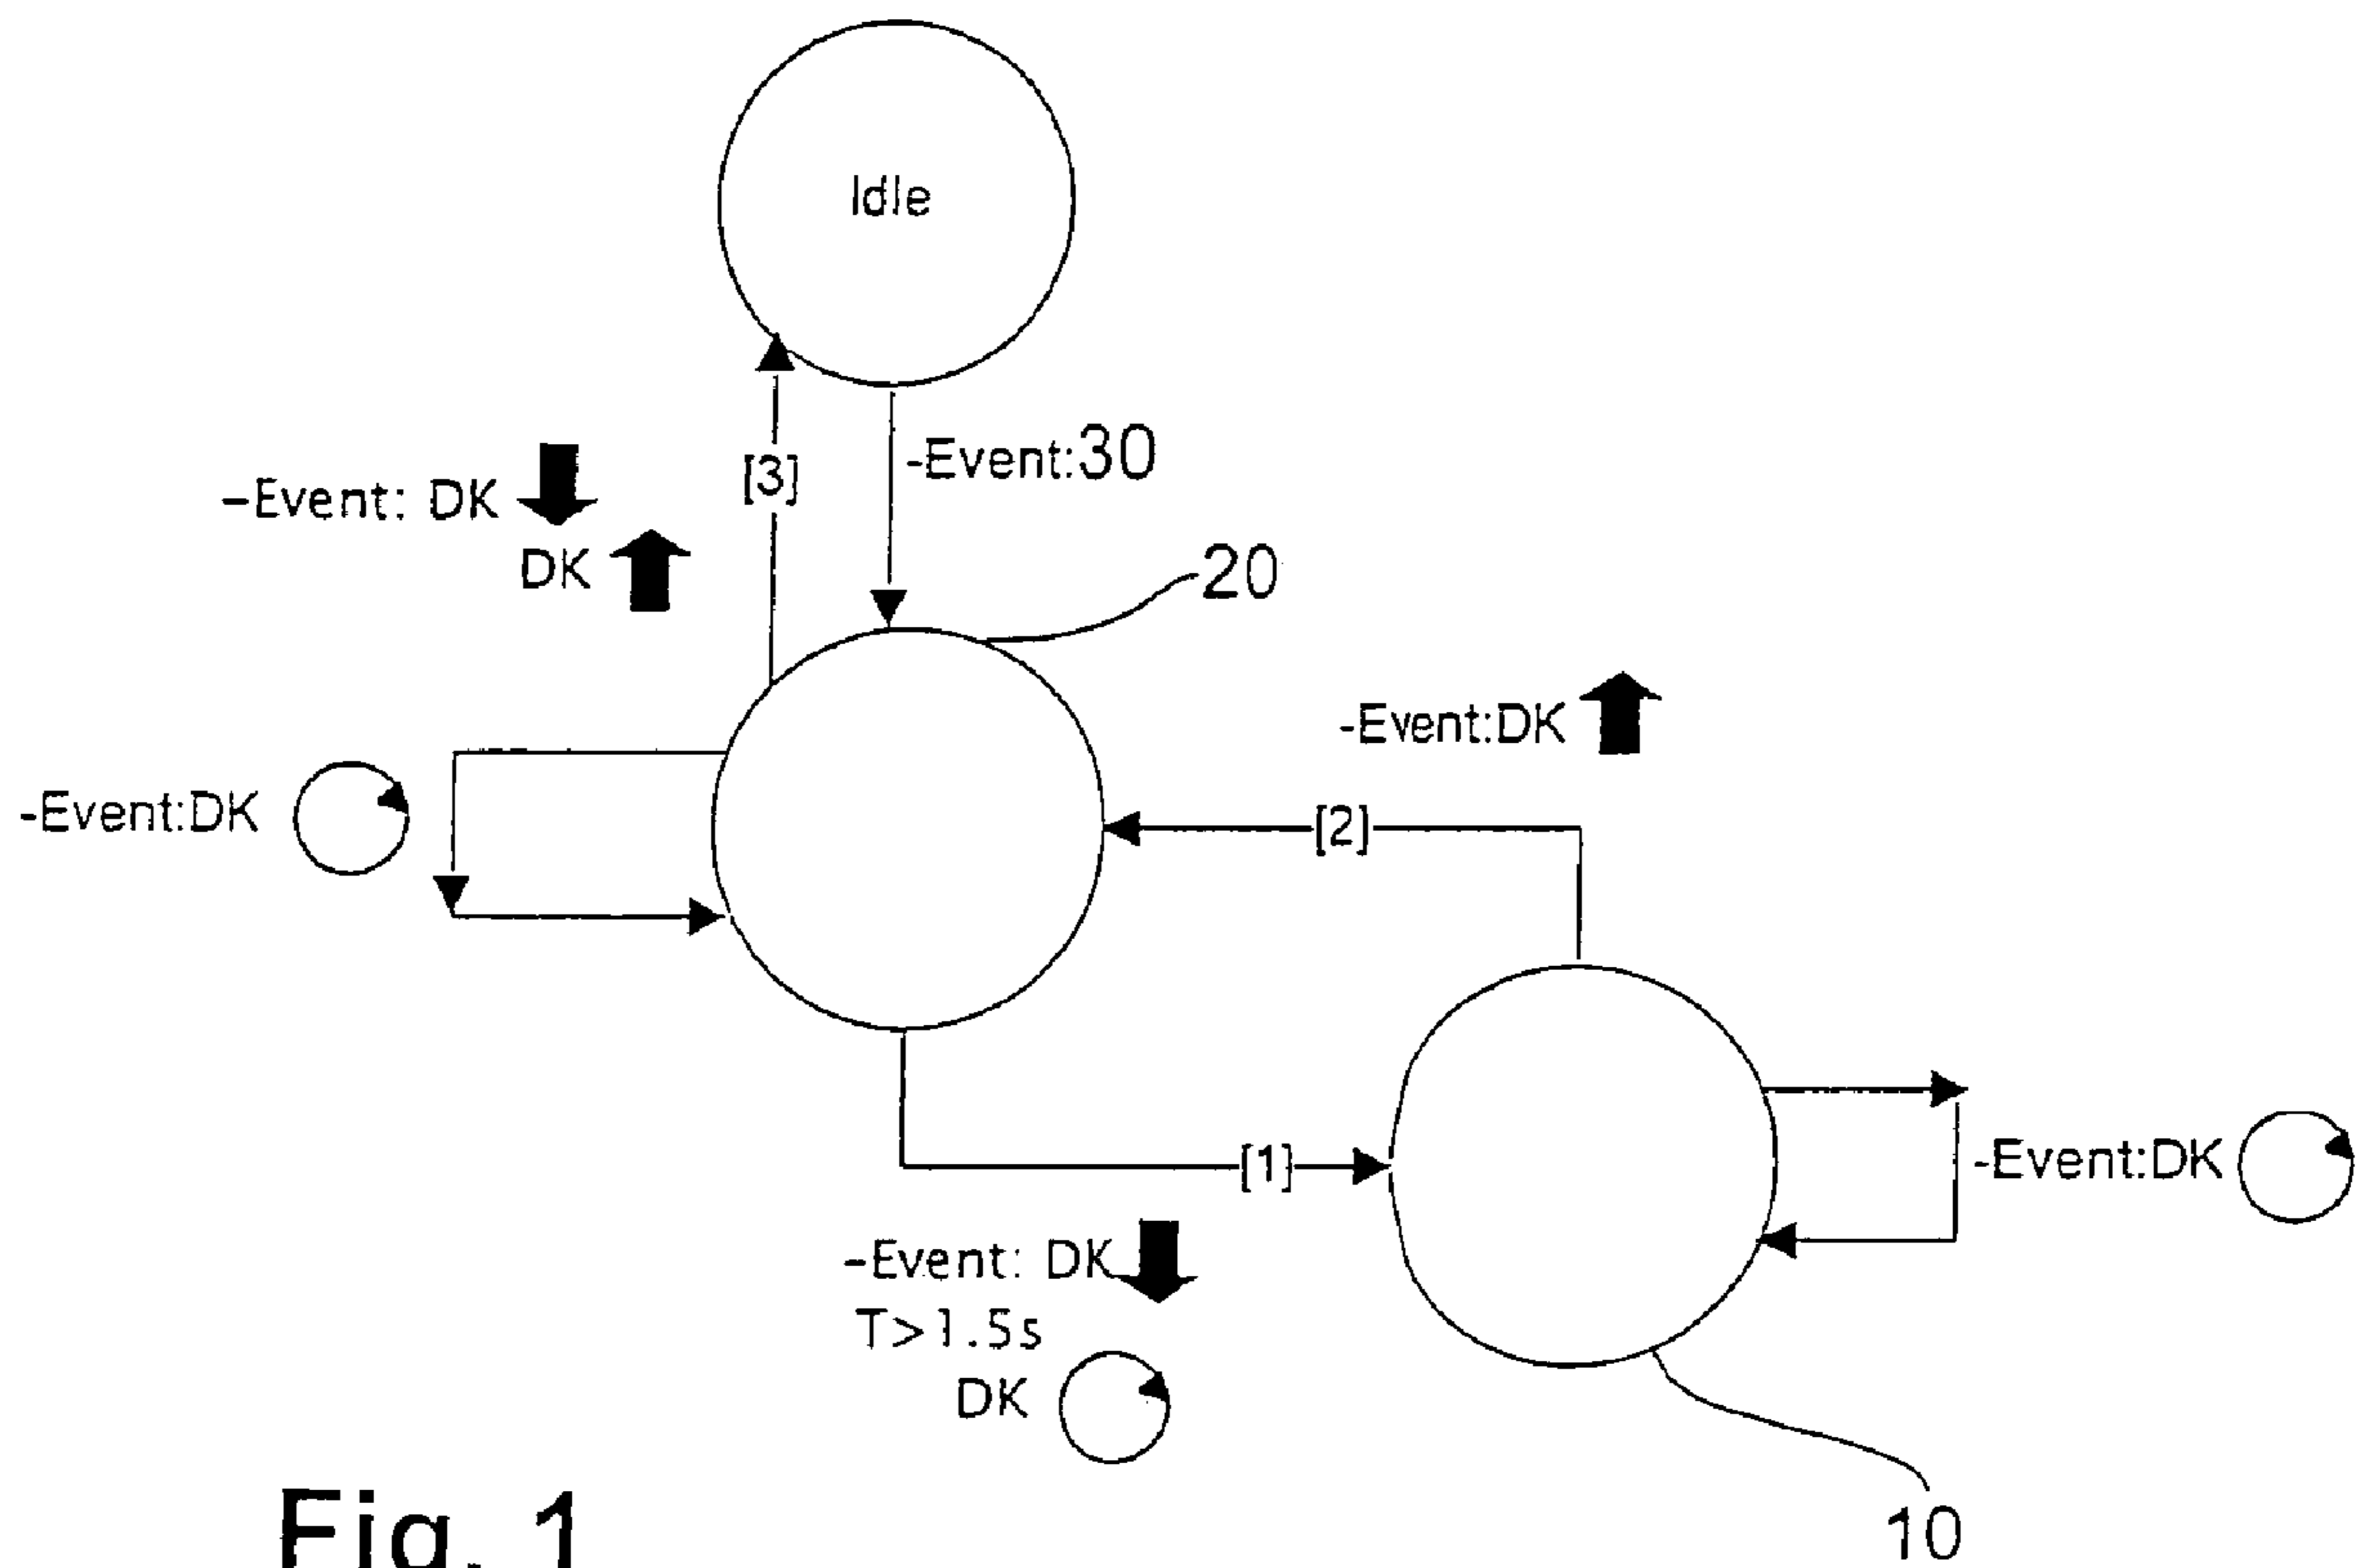 Idle
[3]
-Event:30
-Event: DK
DK
20
-Event:DK
-Event:DK
[2]
[1]
-Event:DK
-Event: DK
T>1.5s
DK
10
Fig. 1